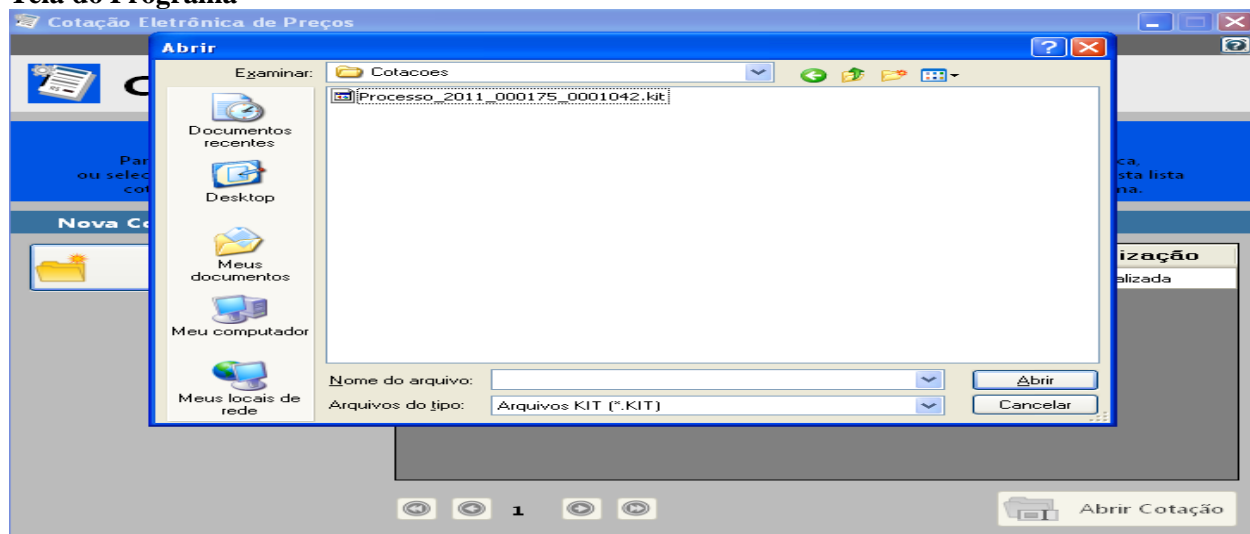 Tela do Programa
Cotação Eletrônica de Preços
Abrir
Examinar:
Cotacoes
Processo_2011_000175_0001042.kit
Documentos
recentes
Desktop
Meus
documentos
Meu computador
Meus locais de
rede
Nome do arquivo:
Abrir
Arquivos do tipo:
Arquivos KIT (*.KIT)
Cancelar
C
Par
ou selec
cot
ca,
sta lista
na.
Nova Co
ização
alizada
1
Abrir Cotação